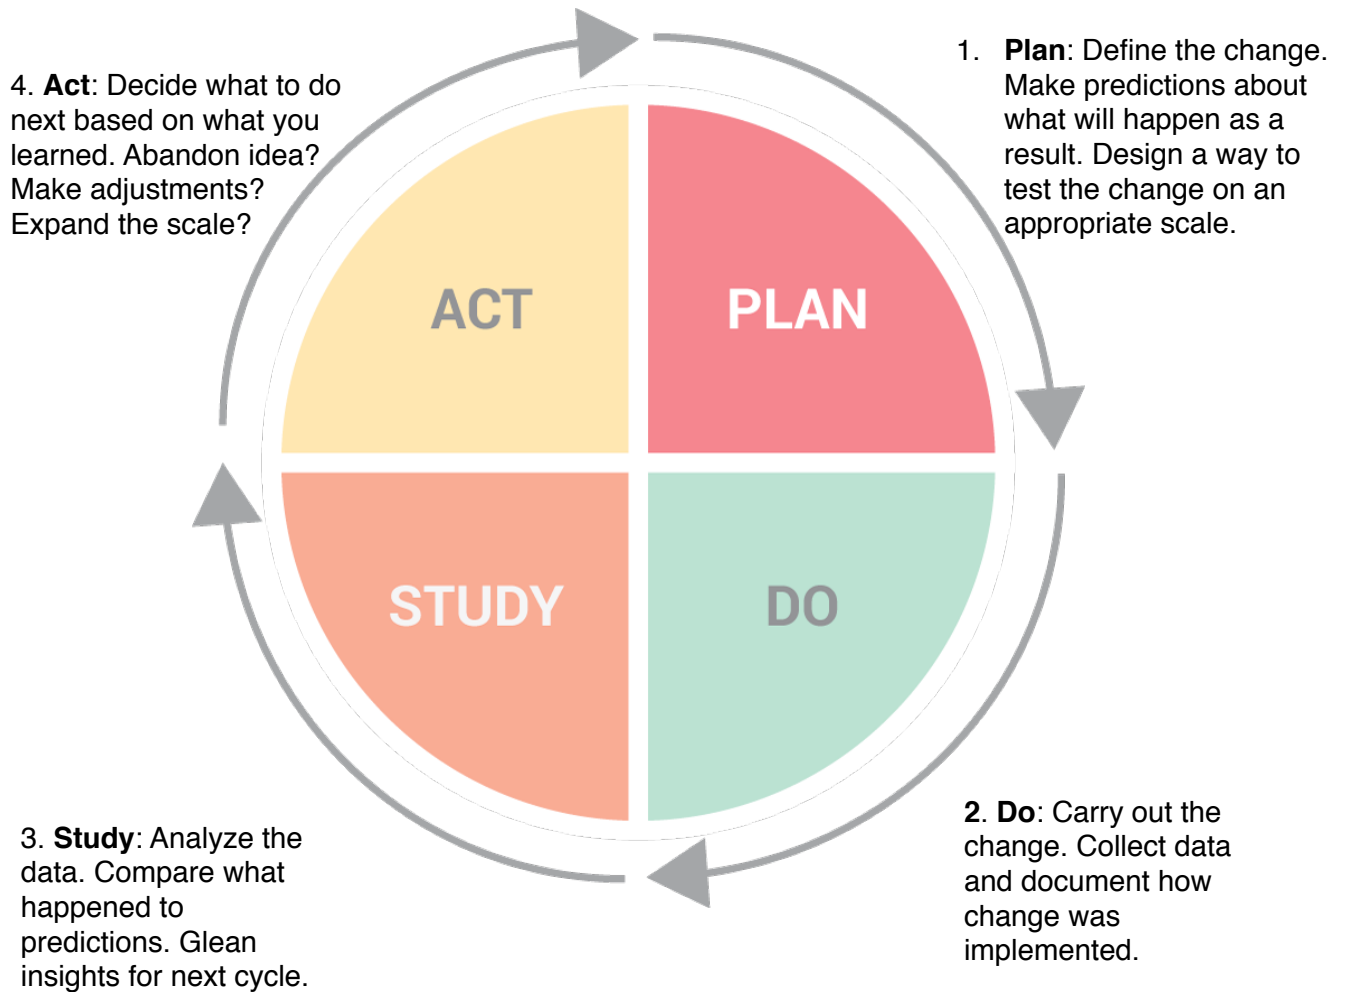 1. Plan: Define the change.
Make predictions about
what will happen as a
result. Design a way to
test the change on an
appropriate scale.
4. Act: Decide what to do
next based on what you
learned. Abandon idea?
Make adjustments?
Expand the scale?
ACT
PLAN
STUDY
DO
2. Do: Carry out the
change. Collect data
and document how
change was
implemented.
3. Study: Analyze the
data. Compare what
happened to
predictions. Glean
insights for next cycle.